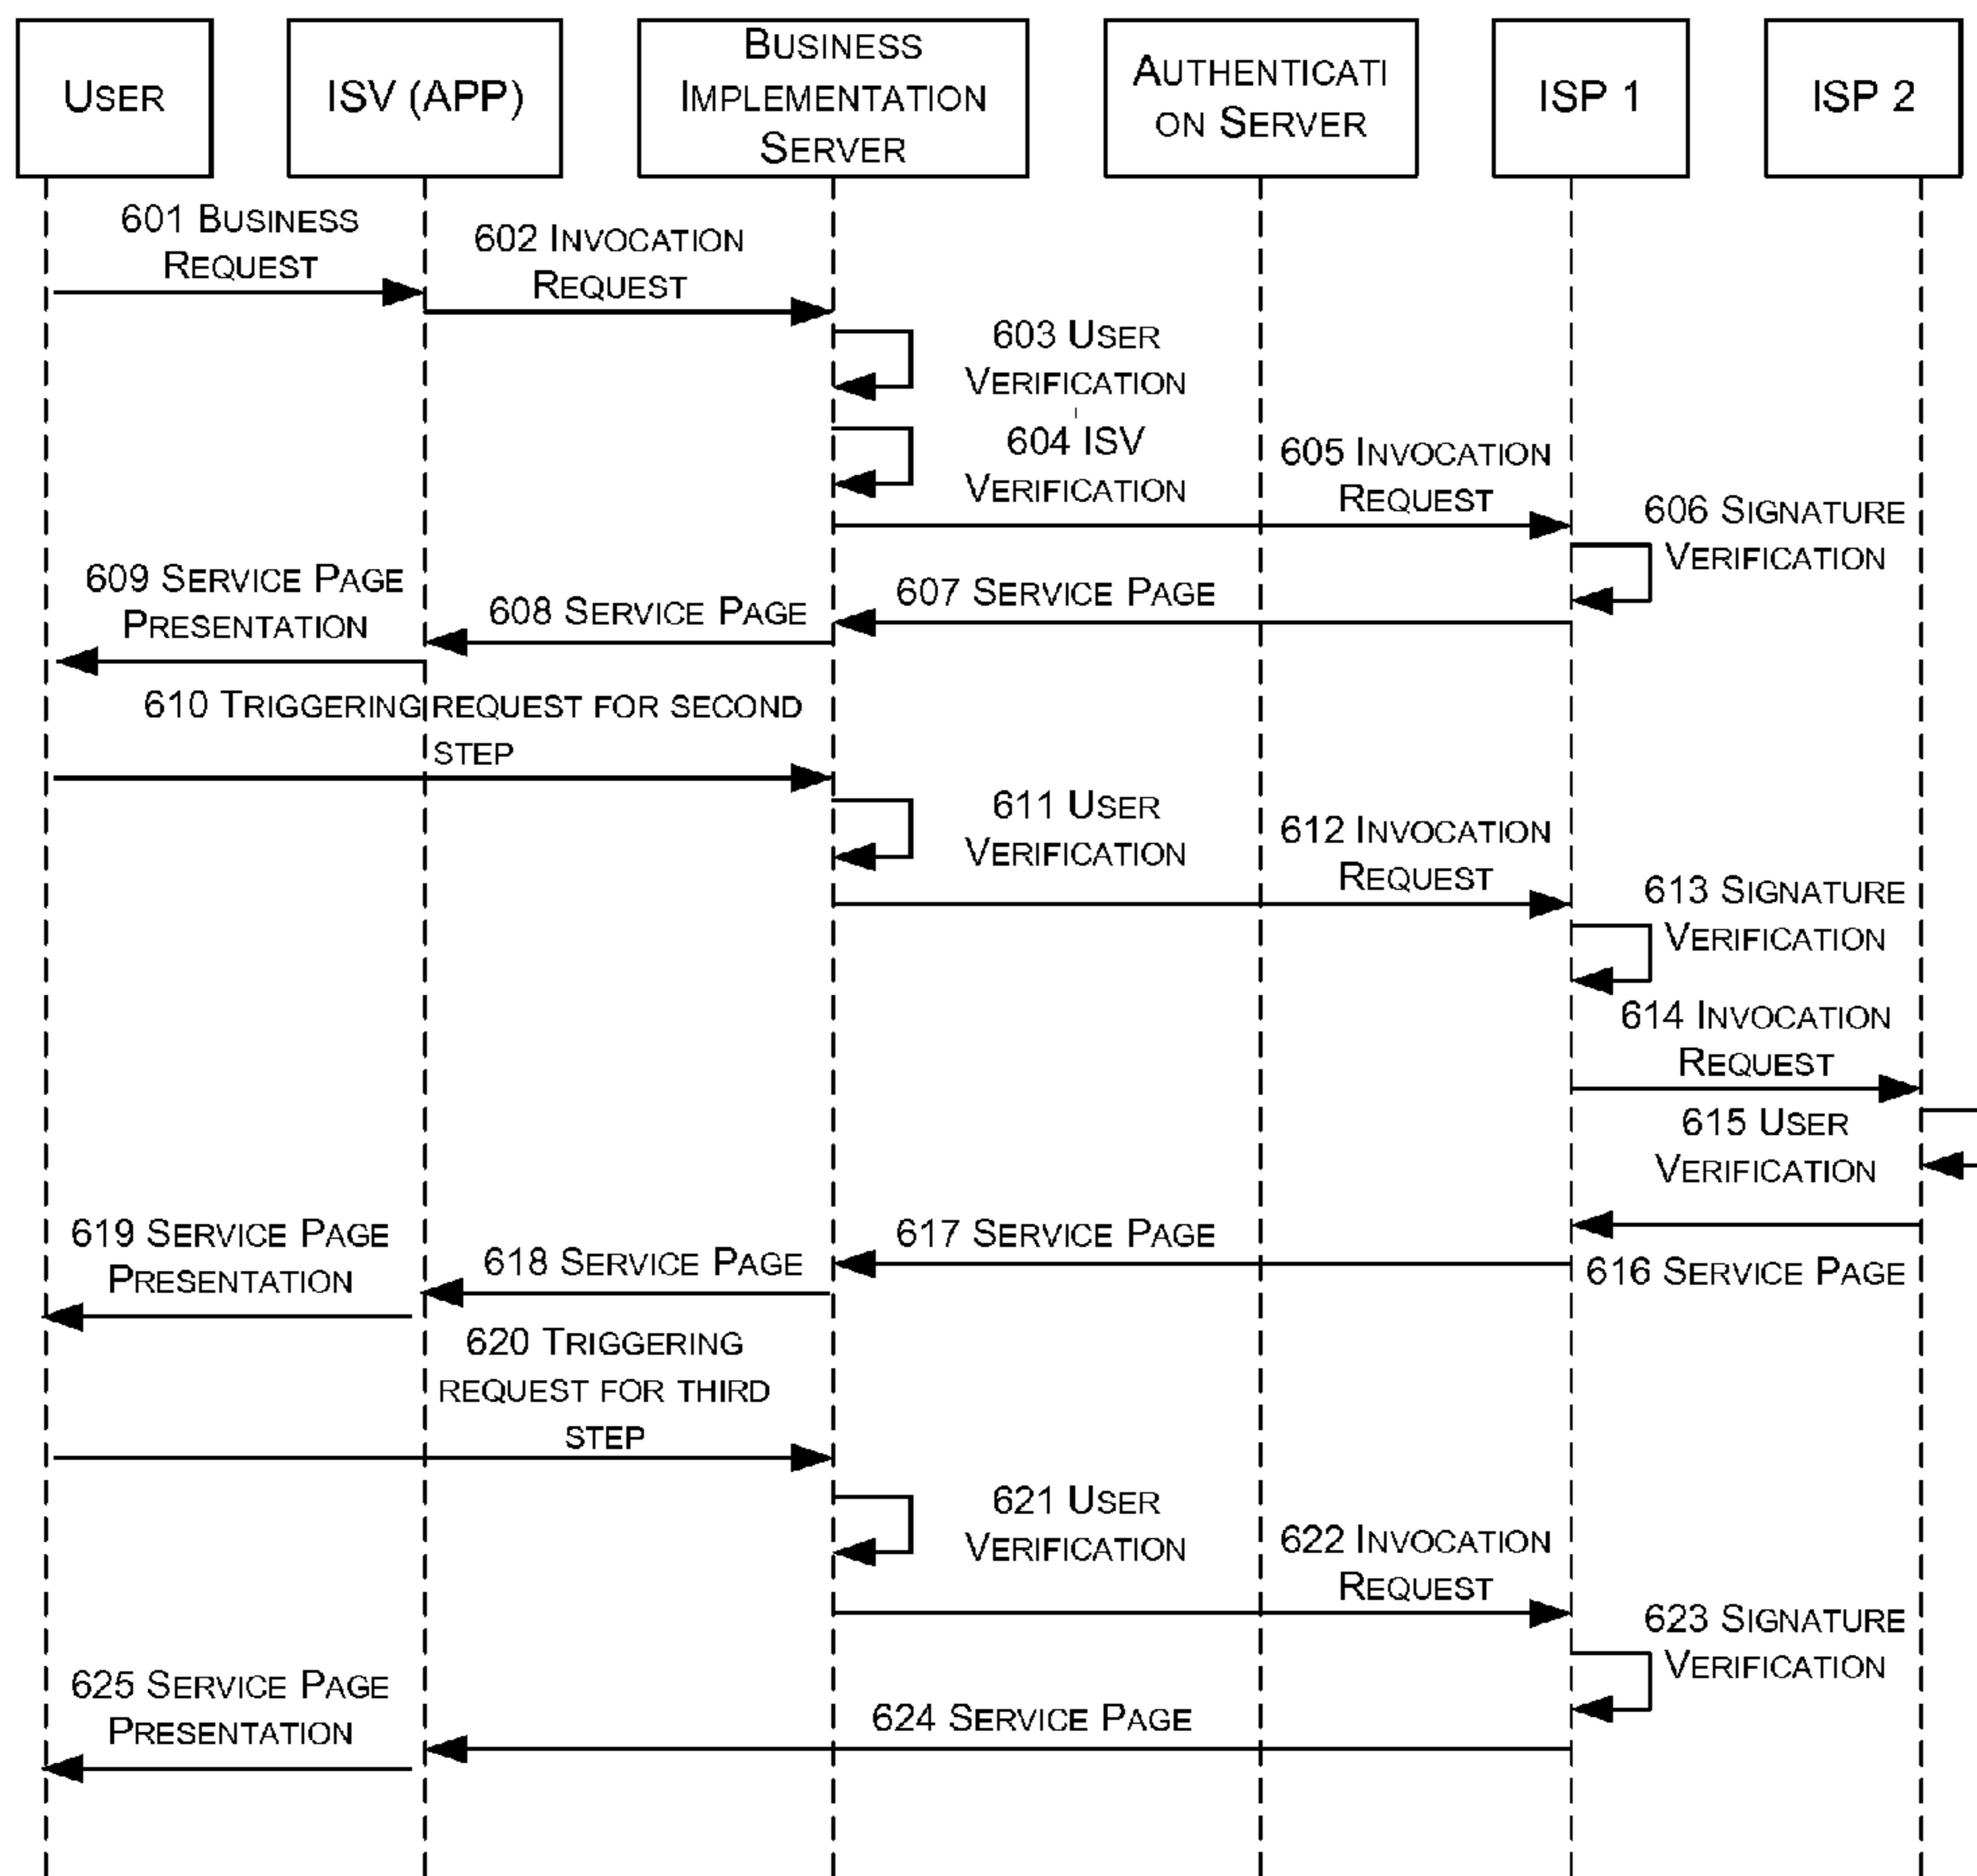 USER
ISV (APP)
BUSINESS
IMPLEMENTATION
SERVER
AUTHENTICATI
ON SERVER
ISP 1
ISP 2
601 BUSINESS
REQUEST
602 INVOCATION
REQUEST
603 USER
VERIFICATION
604 ISV
VERIFICATION
605 INVOCATION
REQUEST
606 SIGNATURE
VERIFICATION
607 SERVICE PAGE
608 SERVICE PAGE
609 SERVICE PAGE
PRESENTATION
610 TRIGGERING REQUEST FOR SECOND
STEP
611 USER
VERIFICATION
612 INVOCATION
REQUEST
613 SIGNATURE
VERIFICATION
614 INVOCATION
REQUEST
615 USER
VERIFICATION
616 SERVICE PAGE
617 SERVICE PAGE
618 SERVICE PAGE
619 SERVICE PAGE
PRESENTATION
620 TRIGGERING
REQUEST FOR THIRD
STEP
621 USER
VERIFICATION
622 INVOCATION
REQUEST
623 SIGNATURE
VERIFICATION
624 SERVICE PAGE
625 SERVICE PAGE
PRESENTATION